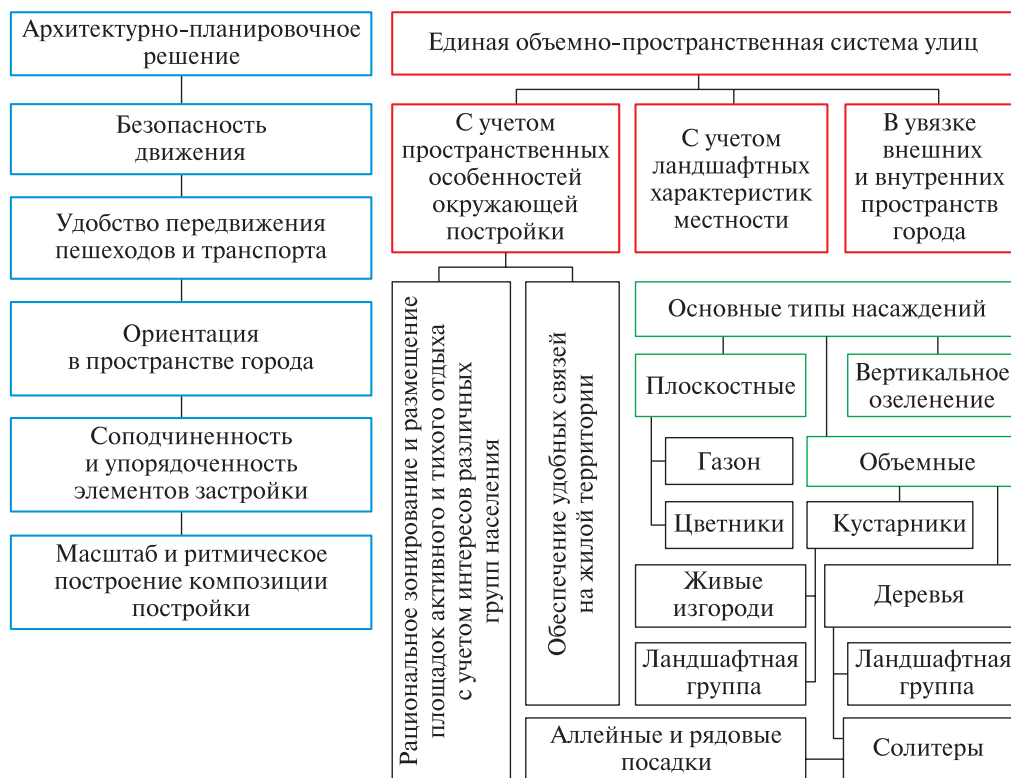 Архитектурно-планировочное
решение
Безопасность
движения
Удобство передвижения
пешеходов и транспорта
Ориентация
в пространстве города
Соподчиненность
и упорядоченность
элементов застройки
Масштаб и ритмическое
построение композиции
постройки
Единая объемно-пространственная система улиц
С учетом
пространственных
особенностей
окружающей
постройки
С учетом
ландшафтных
характеристик
местности
В увязке
внешних
и внутренних
пространств
города
Рациональное зонирование и размещение
площадок активного и тихого отдыха
с учетом интересов различных
групп населения
Обеспечение удобных связей
на жилой территории
Основные типы насаждений
Плоскостные
Вертикальное
озеленение
Газон
Объемные
Цветники
Кустарники
Живые
изгороди
Деревья
Ландшафтная
группа
Ландшафтная
группа
Аллейные и рядовые
посадки
Солитеры